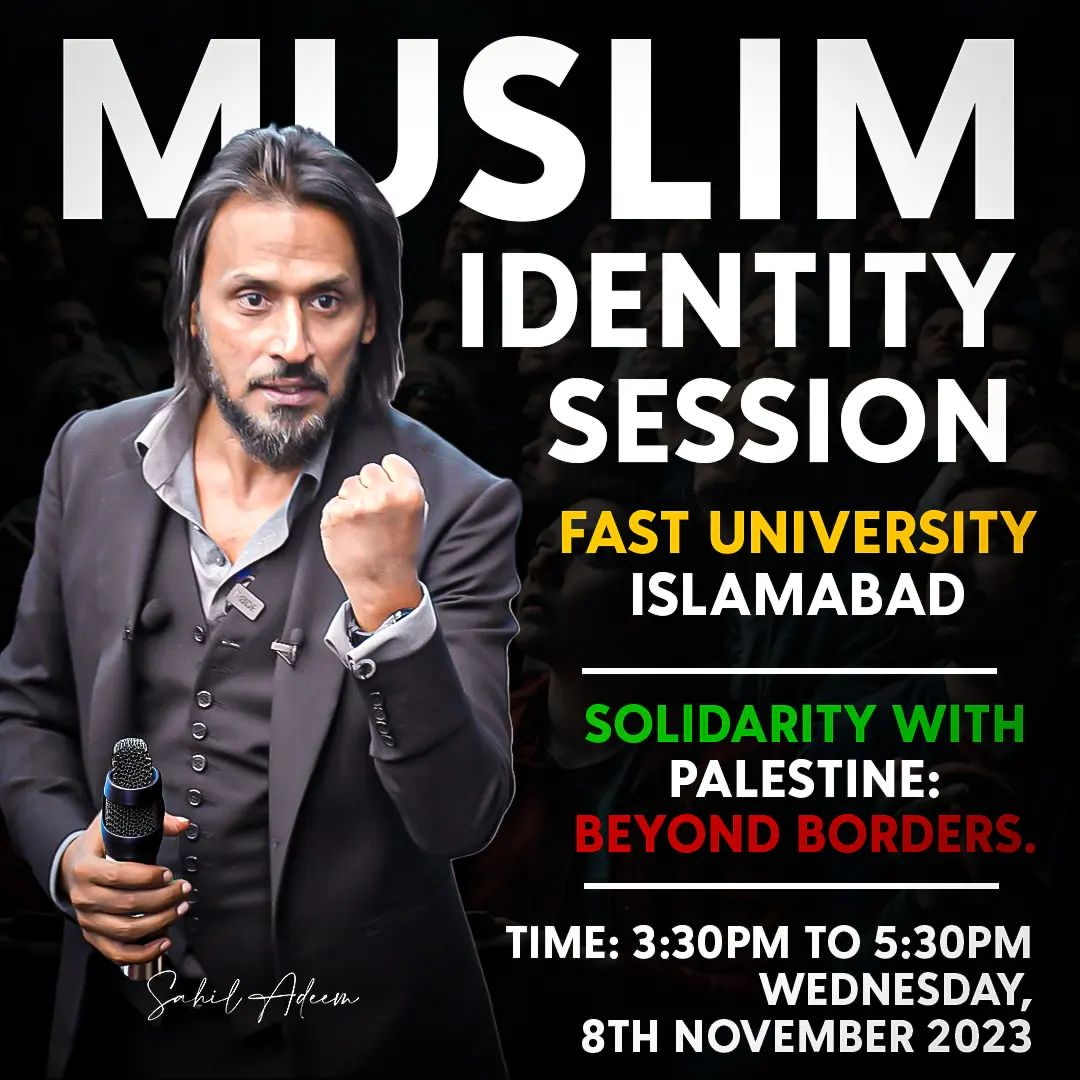 MUSLIM
IDENTITY
SESSION
FAST UNIVERSITY
ISLAMABAD
SOLIDARITY WITH
PALESTINE:
BEYOND BORDERS.
TIME: 3:30PM TO 5:30PM
WEDNESDAY,
8TH NOVEMBER 2023
Sahil Adeem